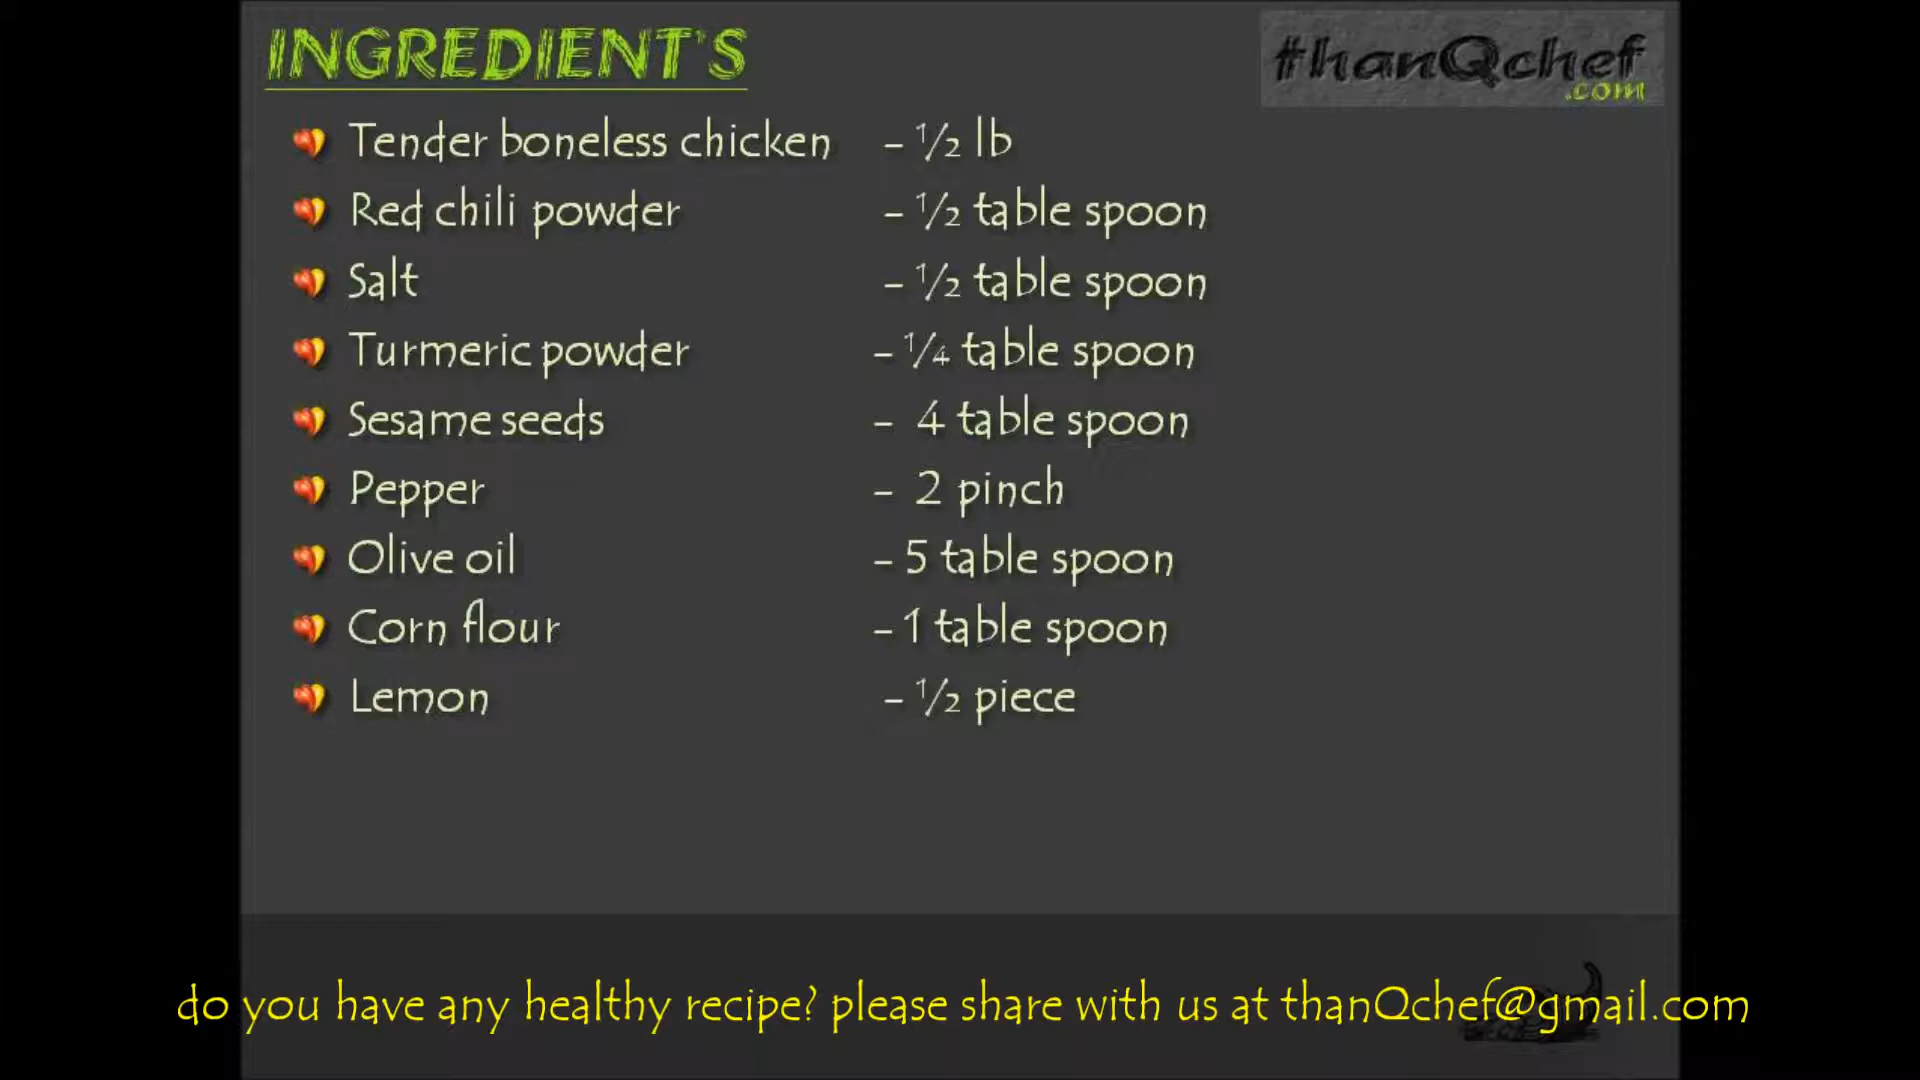 INGREDIENT'S
thanQchef
.com
Tender boneless chicken - 1/2 lb
Red chili powder - 1/2 table spoon
Salt - 1/2 table spoon
Turmeric powder - 1/4 table spoon
Sesame seeds - 4 table spoon
Pepper - 2 pinch
Olive oil - 5 table spoon
Corn flour - 1 table spoon
Lemon - 1/2 piece
do you have any healthy recipe? please share with us at thanQchef@gmail.com